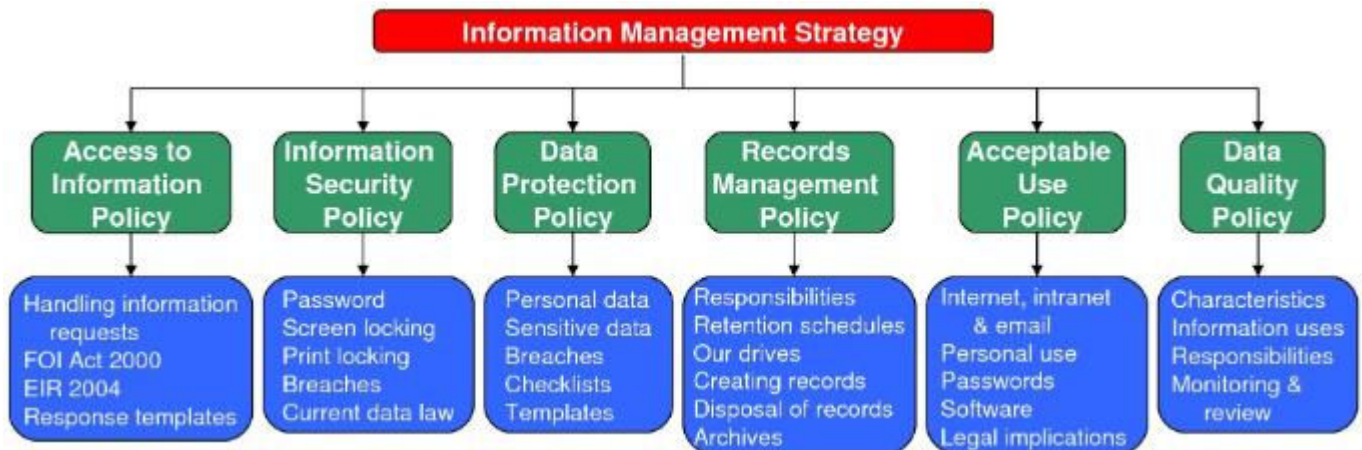 Information Management Strategy
Access to
Information
Policy
Information
Security
Policy
Data
Protection
Policy
Records
Management
Policy
Acceptable
Use
Policy
Data
Quality
Policy
Handling information
requests
FOI Act 2000
EIR 2004
Response templates
Password
Screen locking
Print locking
Breaches
Current data law
Personal data
Sensitive data
Breaches
Checklists
Templates
Responsibilities
Retention schedules
Our drives
Creating records
Disposal of records
Archives
Internet, intranet
& email
Personal use
Passwords
Software
Legal implications
Characteristics
Information uses
Responsibilities
Monitoring &
review